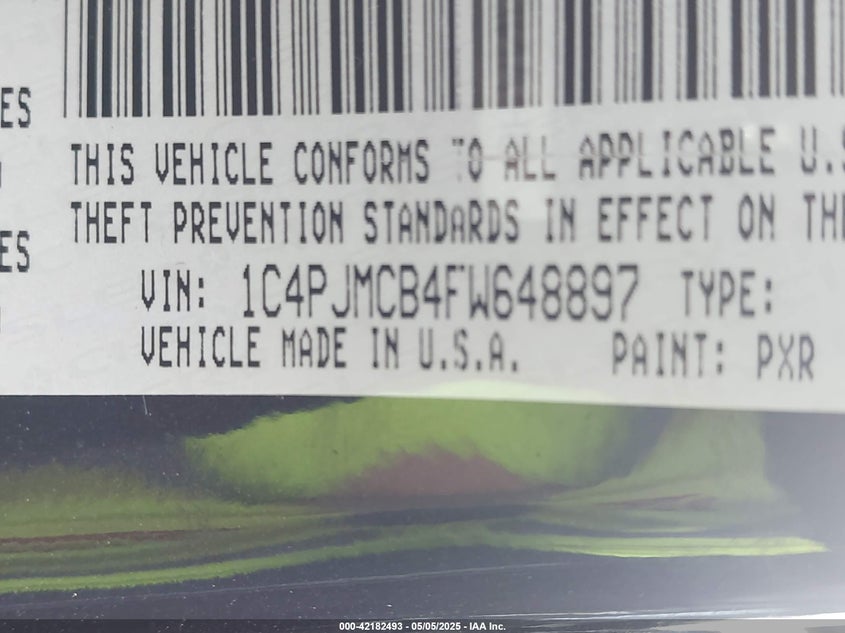 ES
THIS VEHICLE CONFORMS TO ALL APPLICABLE U.S
THEFT PREVENTION STANDARDS IN EFFECT ON THE
ES
VIN: 1C4PJMCB4FW648897 TYPE:
VEHICLE MADE IN U.S.A. PAINT: PXR
000-42182493 - 05/05/2025 - IAA Inc.